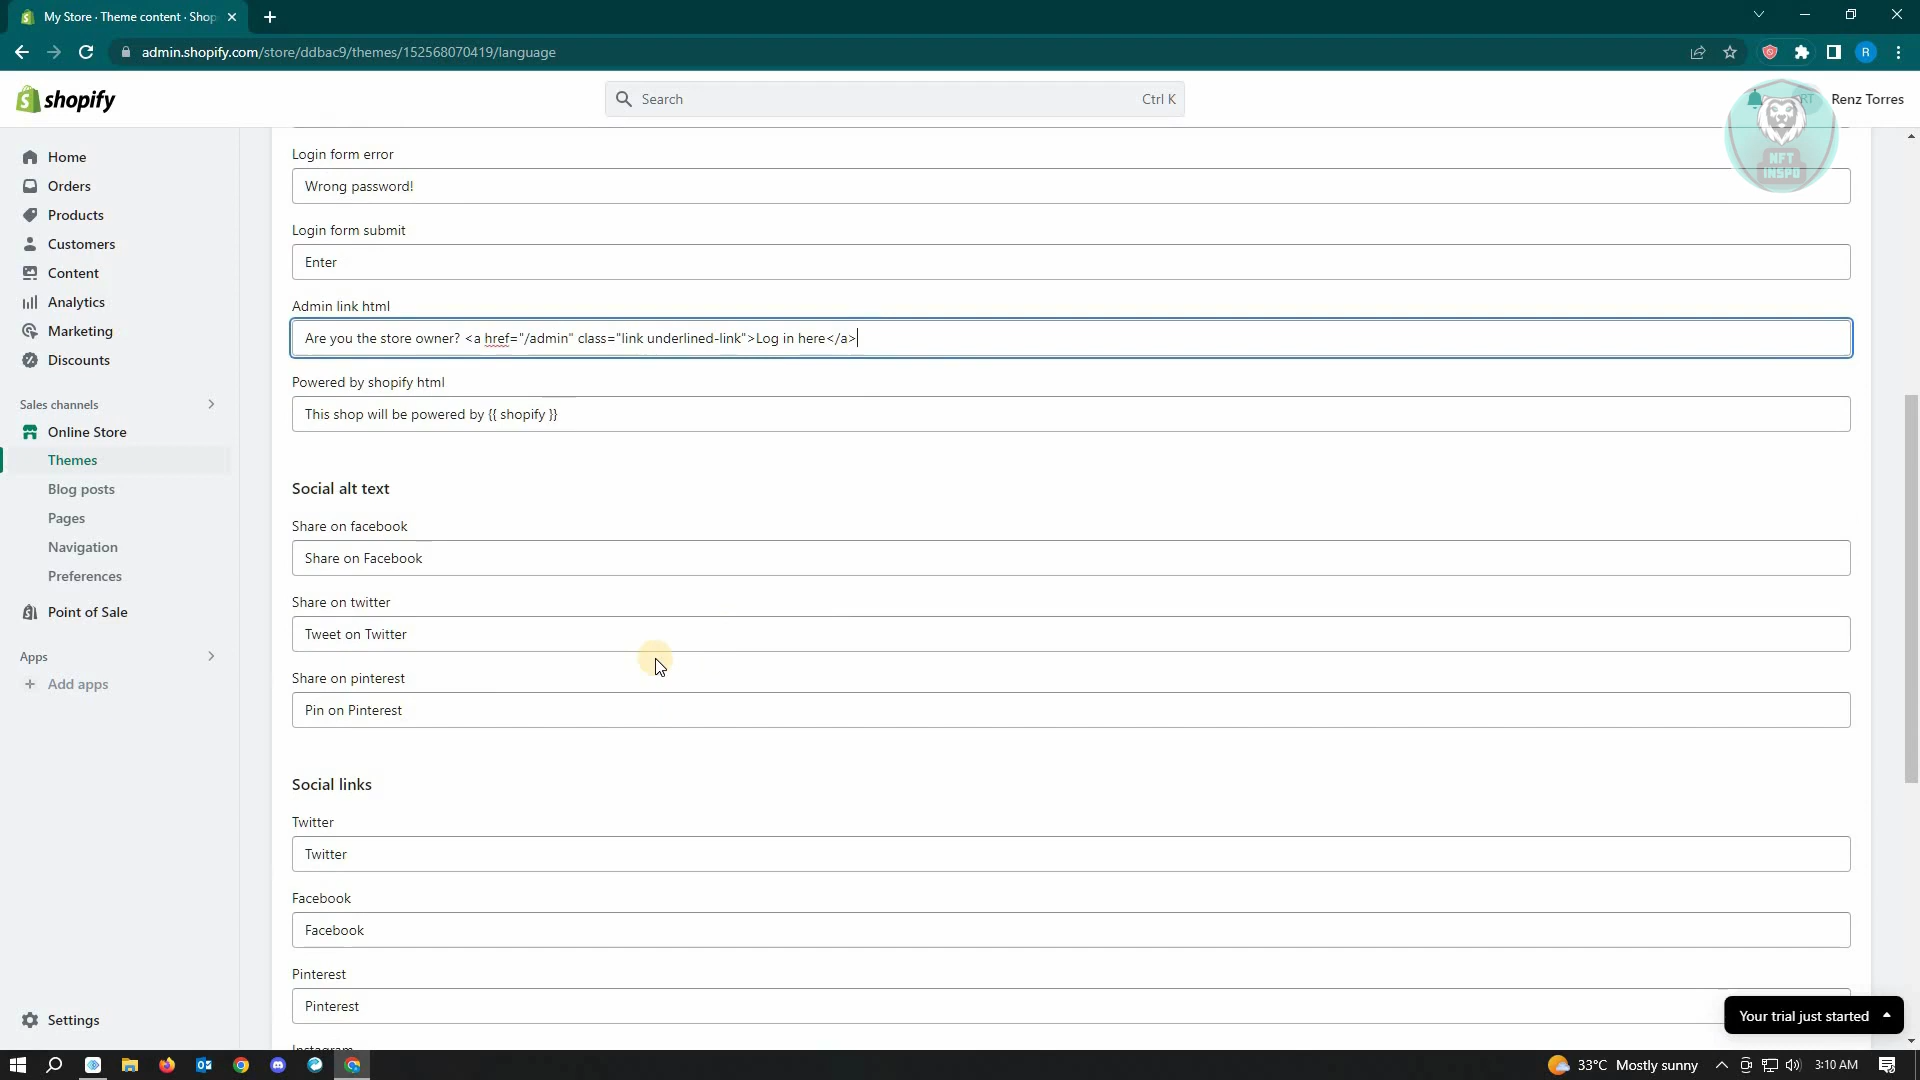 My Store · Theme content · Shop
admin.shopify.com/store/ddbac9/themes/152568070419/language
R
shopify
Search
Ctrl K
RT
Renz Torres
NFT
INSPO
Home
Orders
Products
Customers
Content
Analytics
Marketing
Discounts
Sales channels
Online Store
Themes
Blog posts
Pages
Navigation
Preferences
Point of Sale
Apps
Add apps
Settings
Login form error
Wrong password!
Login form submit
Enter
Admin link html
Are you the store owner? <a href="/admin" class="link underlined-link">Log in here</a>
Powered by shopify html
This shop will be powered by {{ shopify }}
Social alt text
Share on facebook
Share on Facebook
Share on twitter
Tweet on Twitter
Share on pinterest
Pin on Pinterest
Social links
Twitter
Twitter
Facebook
Facebook
Pinterest
Pinterest
Instagram
Your trial just started
33°C Mostly sunny
3:10 AM